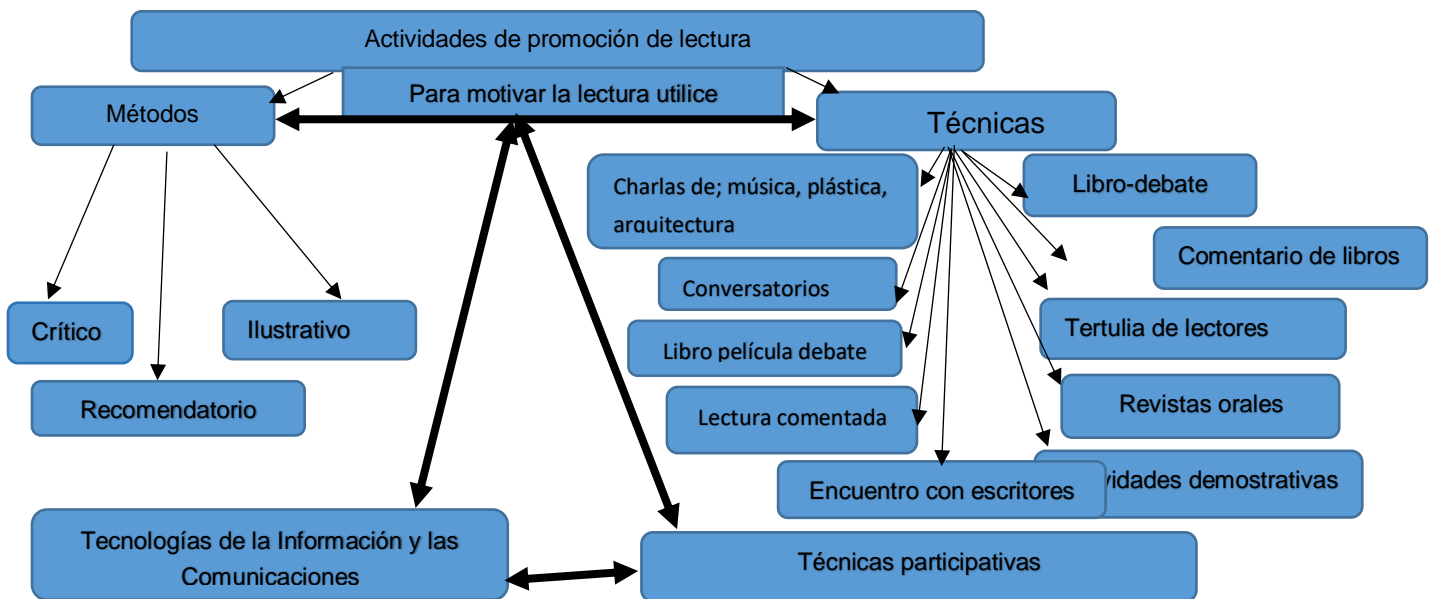 Actividades de promoción de lectura
Para motivar la lectura utilice
Métodos
Técnicas
Charlas de; música, plástica,
arquitectura
Libro-debate
Comentario de libros
Conversatorios
Crítico
Ilustrativo
Tertulia de lectores
Libro película debate
Recomendatorio
Lectura comentada
Revistas orales
Encuentro con escritores
demostrativas
Tecnologías de la Información y las
Comunicaciones
Técnicas participativas